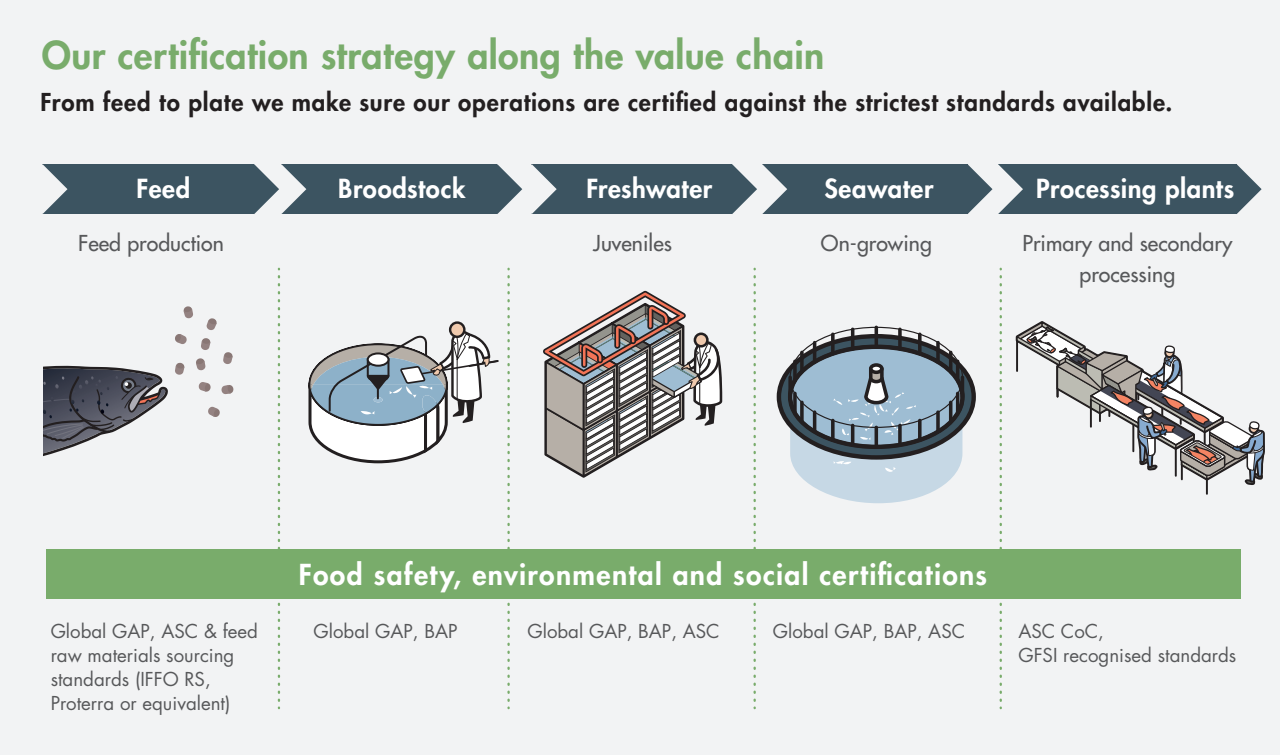 Our certification strategy along the value chain
From feed to plate we make sure our operations are certified against the strictest standards available.
Feed
Broodstock
Freshwater
Seawater
Processing plants
Feed production
Juveniles
On-growing
Primary and secondary
processing
Food safety, environmental and social certifications
Global GAP, ASC & feed
raw materials sourcing
standards (IFFO RS,
Proterra or equivalent)
Global GAP, BAP
Global GAP, BAP, ASC
Global GAP, BAP, ASC
ASC CoC,
GFSI recognised standards